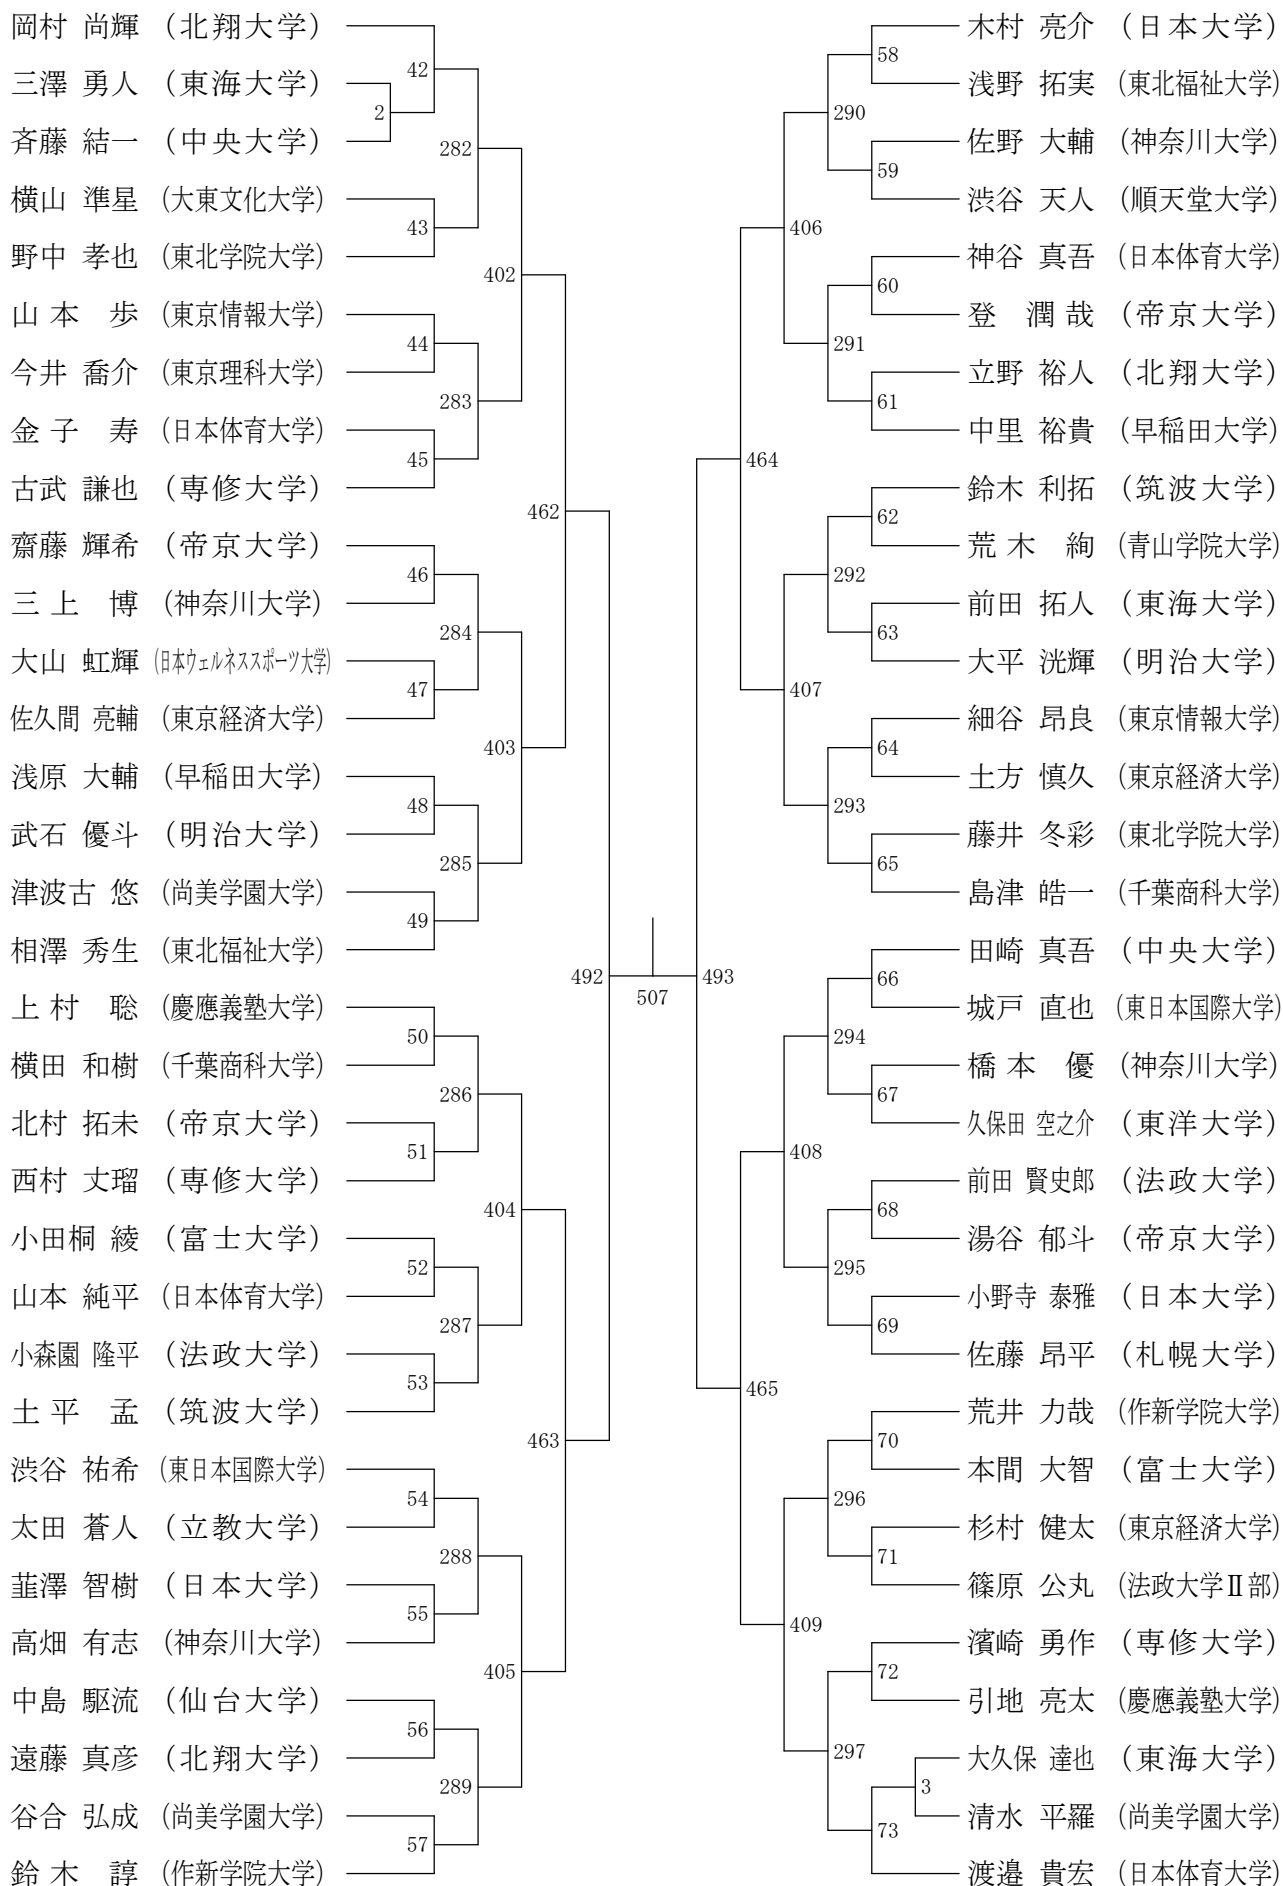 岡村 尚輝 (北翔大学)
三澤 勇人 (東海大学)
斉藤 結一 (中央大学)
横山 準星 (大東文化大学)
野中 孝也 (東北学院大学)
山本 歩 (東京情報大学)
今井 喬介 (東京理科大学)
金子 寿 (日本体育大学)
古武 謙也 (専修大学)
齋藤 輝希 (帝京大学)
三上 博 (神奈川大学)
大山 虹輝 (日本ウェルネススポーツ大学)
佐久間 亮輔 (東京経済大学)
浅原 大輔 (早稲田大学)
武石 優斗 (明治大学)
津波古 悠 (尚美学園大学)
相澤 秀生 (東北福祉大学)
上村 聡 (慶應義塾大学)
横田 和樹 (千葉商科大学)
北村 拓未 (帝京大学)
西村 丈瑠 (専修大学)
小田桐 綾 (富士大学)
山本 純平 (日本体育大学)
小森園 隆平 (法政大学)
土平 孟 (筑波大学)
渋谷 祐希 (東日本国際大学)
太田 蒼人 (立教大学)
韮澤 智樹 (日本大学)
高畑 有志 (神奈川大学)
中島 駆流 (仙台大学)
遠藤 真彦 (北翔大学)
谷合 弘成 (尚美学園大学)
鈴木 諄 (作新学院大学)
2
42
43
44
45
46
47
48
49
50
51
52
53
54
55
56
57
282
283
284
285
286
287
288
289
402
403
404
405
462
463
492
507
493
464
465
406
407
408
409
290
291
292
293
294
295
296
297
58
59
60
61
62
63
64
65
66
67
68
69
70
71
72
73
3
木村 亮介 (日本大学)
浅野 拓実 (東北福祉大学)
佐野 大輔 (神奈川大学)
渋谷 天人 (順天堂大学)
神谷 真吾 (日本体育大学)
登 潤哉 (帝京大学)
立野 裕人 (北翔大学)
中里 裕貴 (早稲田大学)
鈴木 利拓 (筑波大学)
荒木 絢 (青山学院大学)
前田 拓人 (東海大学)
大平 洸輝 (明治大学)
細谷 昂良 (東京情報大学)
土方 慎久 (東京経済大学)
藤井 冬彩 (東北学院大学)
島津 皓一 (千葉商科大学)
田崎 真吾 (中央大学)
城戸 直也 (東日本国際大学)
橋本 優 (神奈川大学)
久保田 空之介 (東洋大学)
前田 賢史郎 (法政大学)
湯谷 郁斗 (帝京大学)
小野寺 泰雅 (日本大学)
佐藤 昂平 (札幌大学)
荒井 力哉 (作新学院大学)
本間 大智 (富士大学)
杉村 健太 (東京経済大学)
篠原 公丸 (法政大学Ⅱ部)
濱崎 勇作 (専修大学)
引地 亮太 (慶應義塾大学)
大久保 達也 (東海大学)
清水 平羅 (尚美学園大学)
渡邉 貴宏 (日本体育大学)